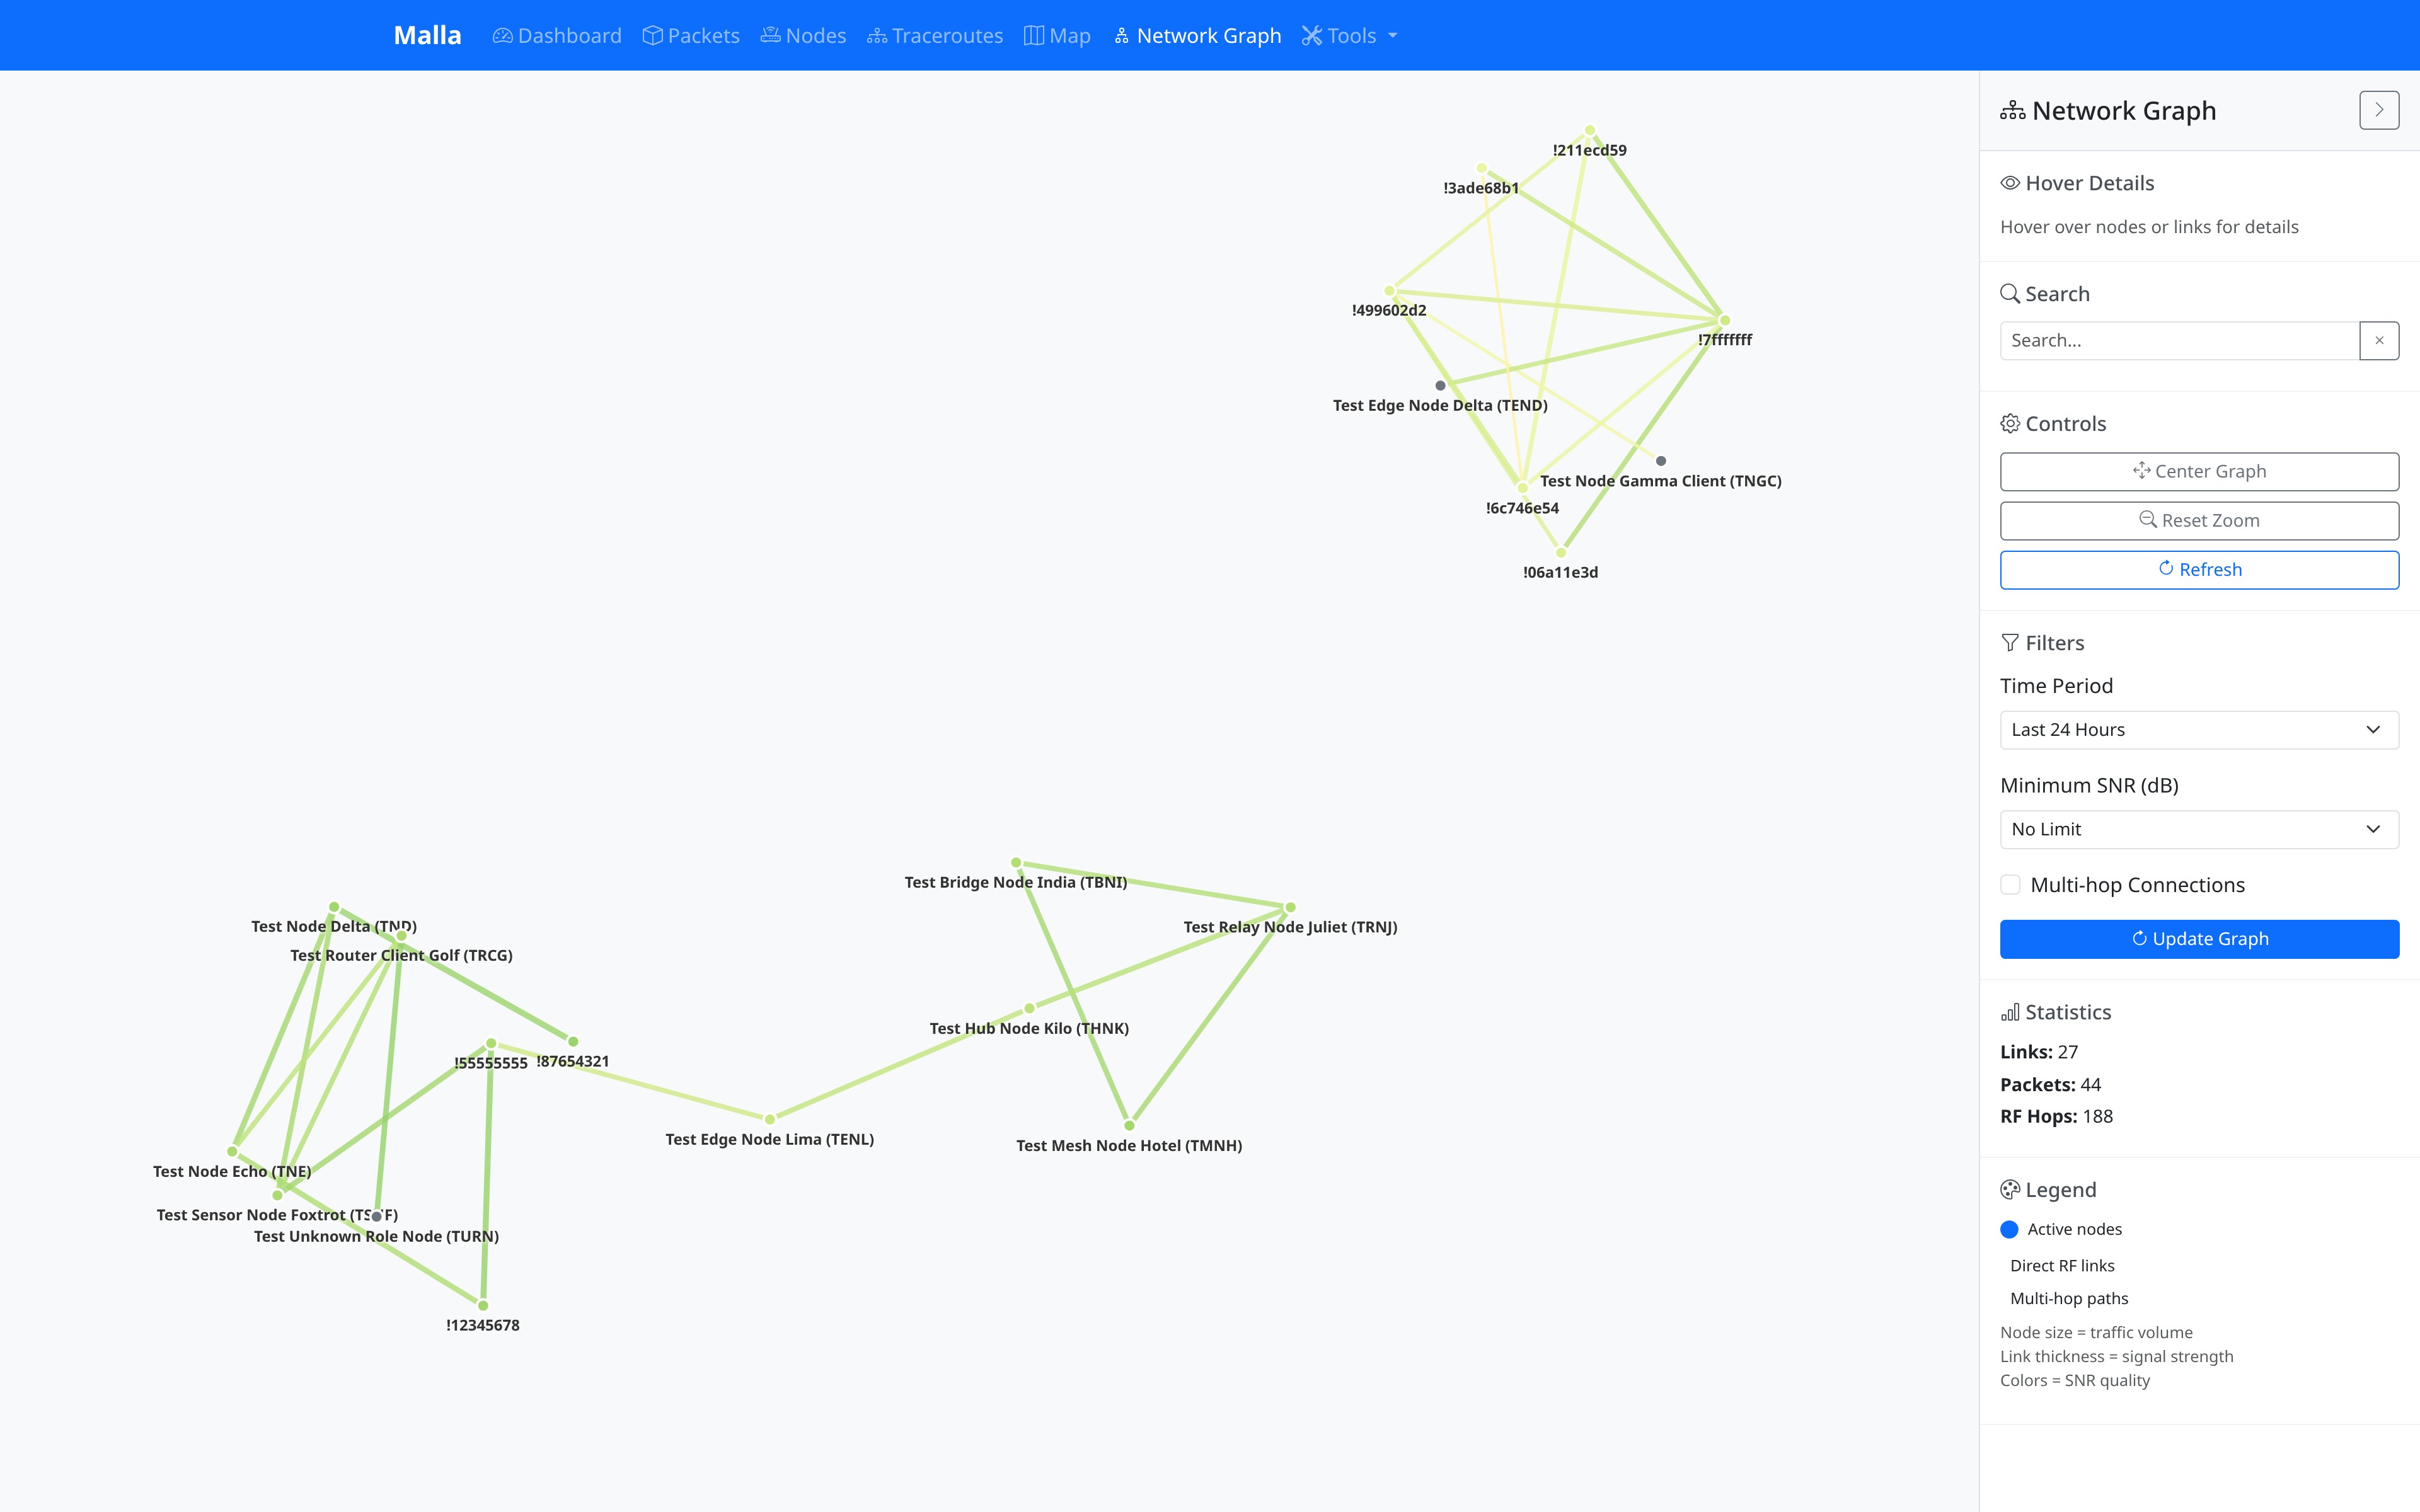 Malla
Dashboard
Packets
Nodes
Traceroutes
Map
Network Graph
Tools
!211ecd59
!3ade68b1
!499602d2
!7fffffff
Test Edge Node Delta (TEND)
Test Node Gamma Client (TNGC)
!6c746e54
!06a11e3d
Test Bridge Node India (TBNI)
Test Node Delta (TND)
Test Relay Node Juliet (TRNJ)
Test Router Client Golf (TRCG)
Test Hub Node Kilo (THNK)
!55555555
!87654321
Test Edge Node Lima (TENL)
Test Mesh Node Hotel (TMNH)
Test Node Echo (TNE)
Test Sensor Node Foxtrot
Test Unknown Role Node (TURN)
!12345678
Network Graph
Hover Details
Hover over nodes or links for details
Search
Search...
Controls
Center Graph
Reset Zoom
Refresh
Filters
Time Period
Last 24 Hours
Minimum SNR (dB)
No Limit
Multi-hop Connections
Update Graph
Statistics
Links: 27
Packets: 44
RF Hops: 188
Legend
Active nodes
Direct RF links
Multi-hop paths
Node size = traffic volume
Link thickness = signal strength
Colors = SNR quality